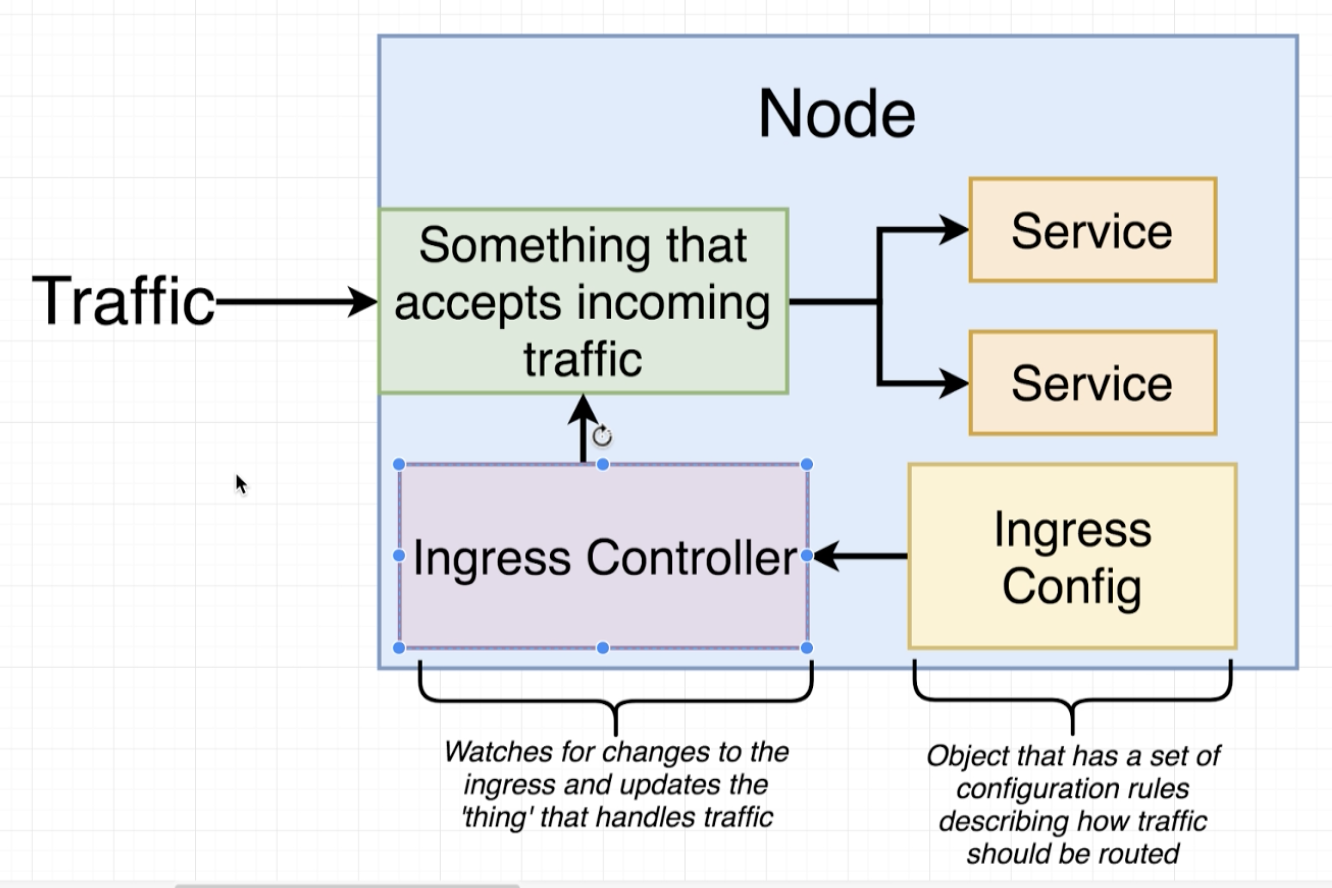 Node
Something that
accepts incoming
traffic
Traffic
Service
Service
Ingress Controller
Ingress
Config
Watches for changes to the
ingress and updates the
'thing' that handles traffic
Object that has a set of
configuration rules
describing how traffic
should be routed